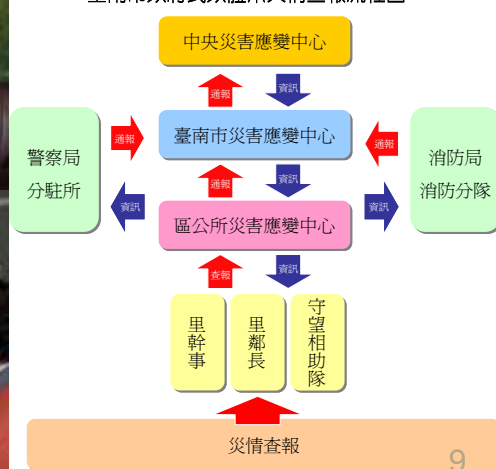 中央災害應變中心
通報
資訊
臺南市災害應變中心
警察局
分駐所
通報
通報
消防局
消防分隊
通報
資訊
資訊
資訊
區公所災害應變中心
查報
資訊
里幹事
里鄰長
守望相助隊
災情查報
9